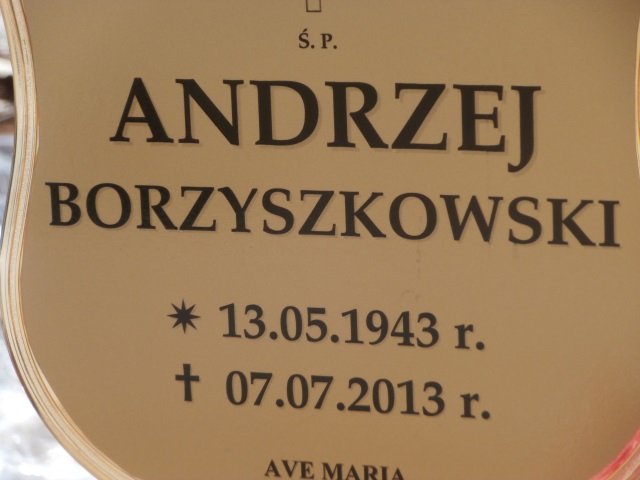 Ś. P.
ANDRZEJ
BORZYSZKOWSKI
✷ 13.05.1943 r.
✝ 07.07.2013 r.
AVE MARIA